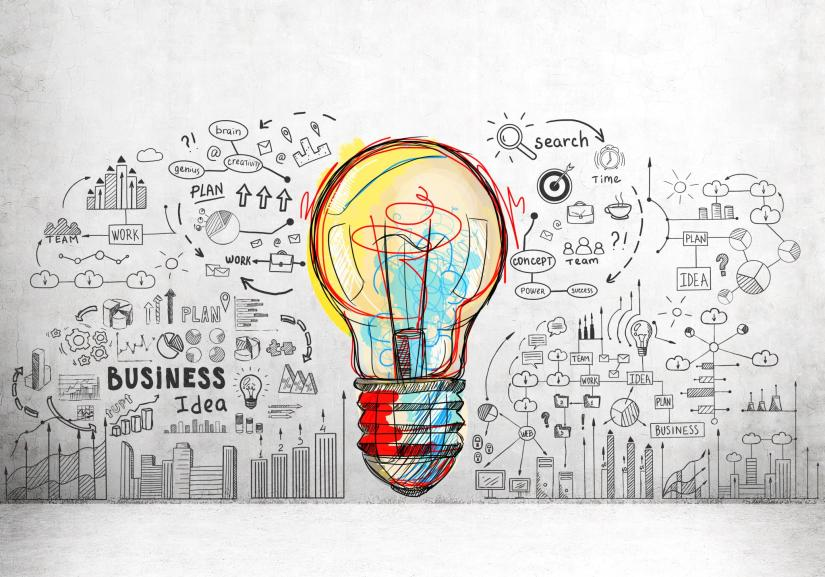 brain
?!
@
genius
creativity
@
PLAN
TEAM
WORK
WORK
PLAN
BUSINESS
Idea
1
2
3
4
search
Time
?!
CONCEPT
TEAM
POWER
SUCCESS
PLAN
IDEA
?
TEAM
WORK
IDEA
PLAN
?
WEB
BUSINESS